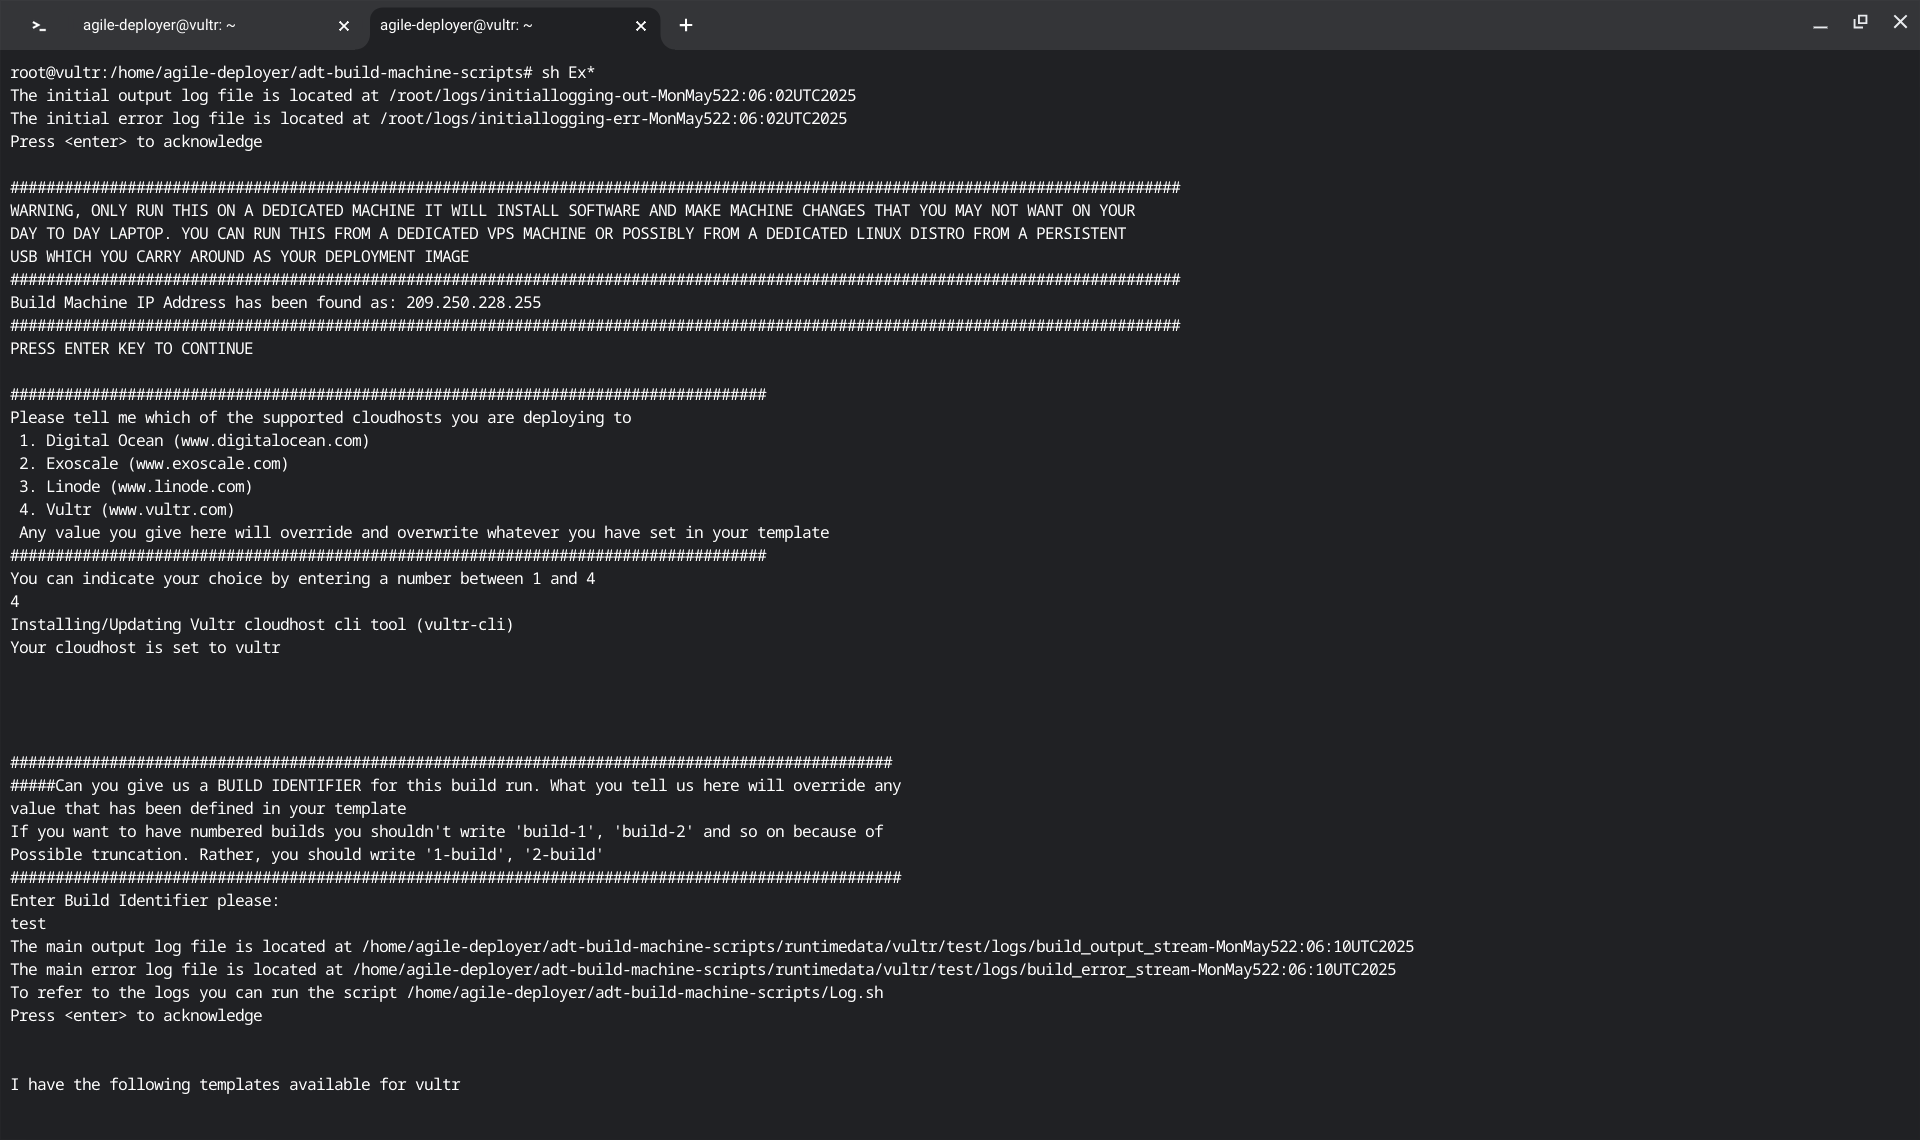 agile-deployer@vultr: ~
agile-deployer@vultr: ~
root@vultr:/home/agile-deployer/adt-build-machine-scripts# sh Ex*
The initial output log file is located at /root/logs/initiallogging-out-MonMay522:06:02UTC2025
The initial error log file is located at /root/logs/initiallogging-err-MonMay522:06:02UTC2025
Press <enter> to acknowledge
##################################################################################################################################
WARNING, ONLY RUN THIS ON A DEDICATED MACHINE IT WILL INSTALL SOFTWARE AND MAKE MACHINE CHANGES THAT YOU MAY NOT WANT ON YOUR
DAY TO DAY LAPTOP. YOU CAN RUN THIS FROM A DEDICATED VPS MACHINE OR POSSIBLY FROM A DEDICATED LINUX DISTRO FROM A PERSISTENT
USB WHICH YOU CARRY AROUND AS YOUR DEPLOYMENT IMAGE
##################################################################################################################################
Build Machine IP Address has been found as: 209.250.228.255
##################################################################################################################################
PRESS ENTER KEY TO CONTINUE
####################################################################################
Please tell me which of the supported cloudhosts you are deploying to
1. Digital Ocean (www.digitalocean.com)
2. Exoscale (www.exoscale.com)
3. Linode (www.linode.com)
4. Vultr (www.vultr.com)
Any value you give here will override and overwrite whatever you have set in your template
####################################################################################
You can indicate your choice by entering a number between 1 and 4
4
Installing/Updating Vultr cloudhost cli tool (vultr-cli)
Your cloudhost is set to vultr
##################################################################################################
#####Can you give us a BUILD IDENTIFIER for this build run. What you tell us here will override any
value that has been defined in your template
If you want to have numbered builds you shouldn't write 'build-1', 'build-2' and so on because of
Possible truncation. Rather, you should write '1-build', '2-build'
###################################################################################################
Enter Build Identifier please:
test
The main output log file is located at /home/agile-deployer/adt-build-machine-scripts/runtimedata/vultr/test/logs/build_output_stream-MonMay522:06:10UTC2025
The main error log file is located at /home/agile-deployer/adt-build-machine-scripts/runtimedata/vultr/test/logs/build_error_stream-MonMay522:06:10UTC2025
To refer to the logs you can run the script /home/agile-deployer/adt-build-machine-scripts/Log.sh
Press <enter> to acknowledge
I have the following templates available for vultr